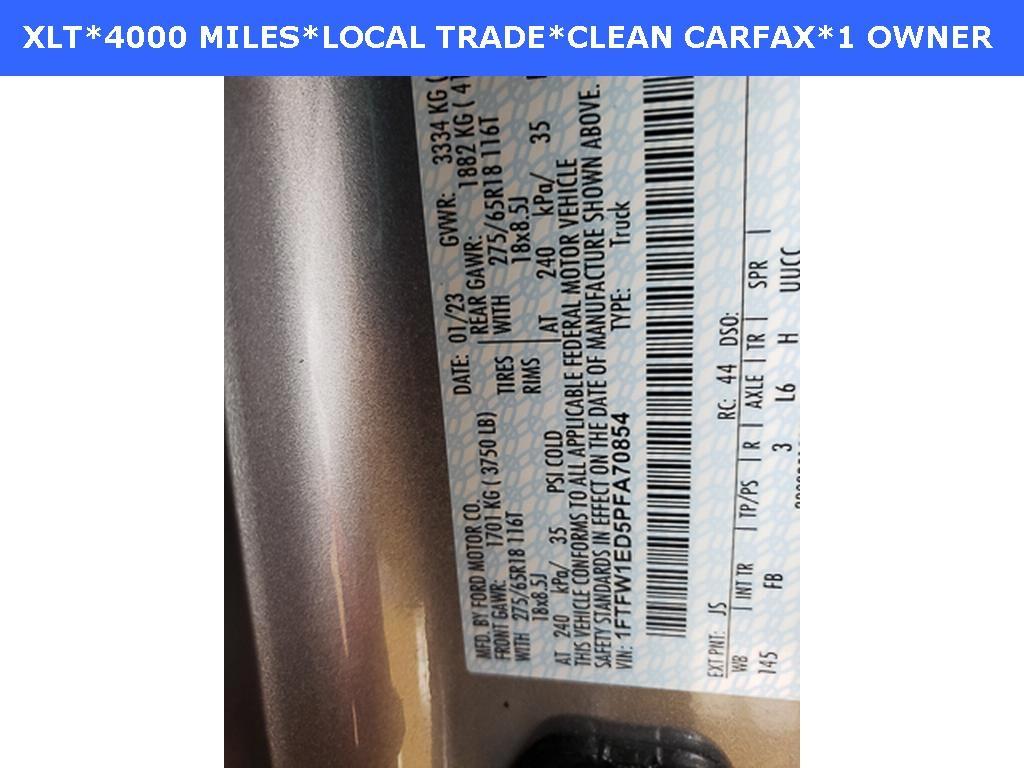 XLT*4000 MILES*LOCAL TRADE*CLEAN CARFAX*1 OWNER
MFD. BY FORD MOTOR CO. DATE: 01/23 GVWR: 3334 KG (
FRONT GAWR: 1701 KG ( 3750 LB) REAR GAWR: 1882 KG ( 41
WITH 275/65R18 116T TIRES WITH 275/65R18 116T
18x8.5J RIMS 18x8.5J
AT 240 kPa/ 35 PSI COLD AT 240 kPa/ 35
THIS VEHICLE CONFORMS TO ALL APPLICABLE FEDERAL MOTOR VEHICLE
SAFETY STANDARDS IN EFFECT ON THE DATE OF MANUFACTURE SHOWN ABOVE.
VIN: 1FTFW1ED5PFA70854 TYPE: Truck
EXT PNT: JS RC: 44 DSO:
WB | INT TR | TP/PS | R | AXLE | TR | SPR |
145 FB 3 L6 H UUCC